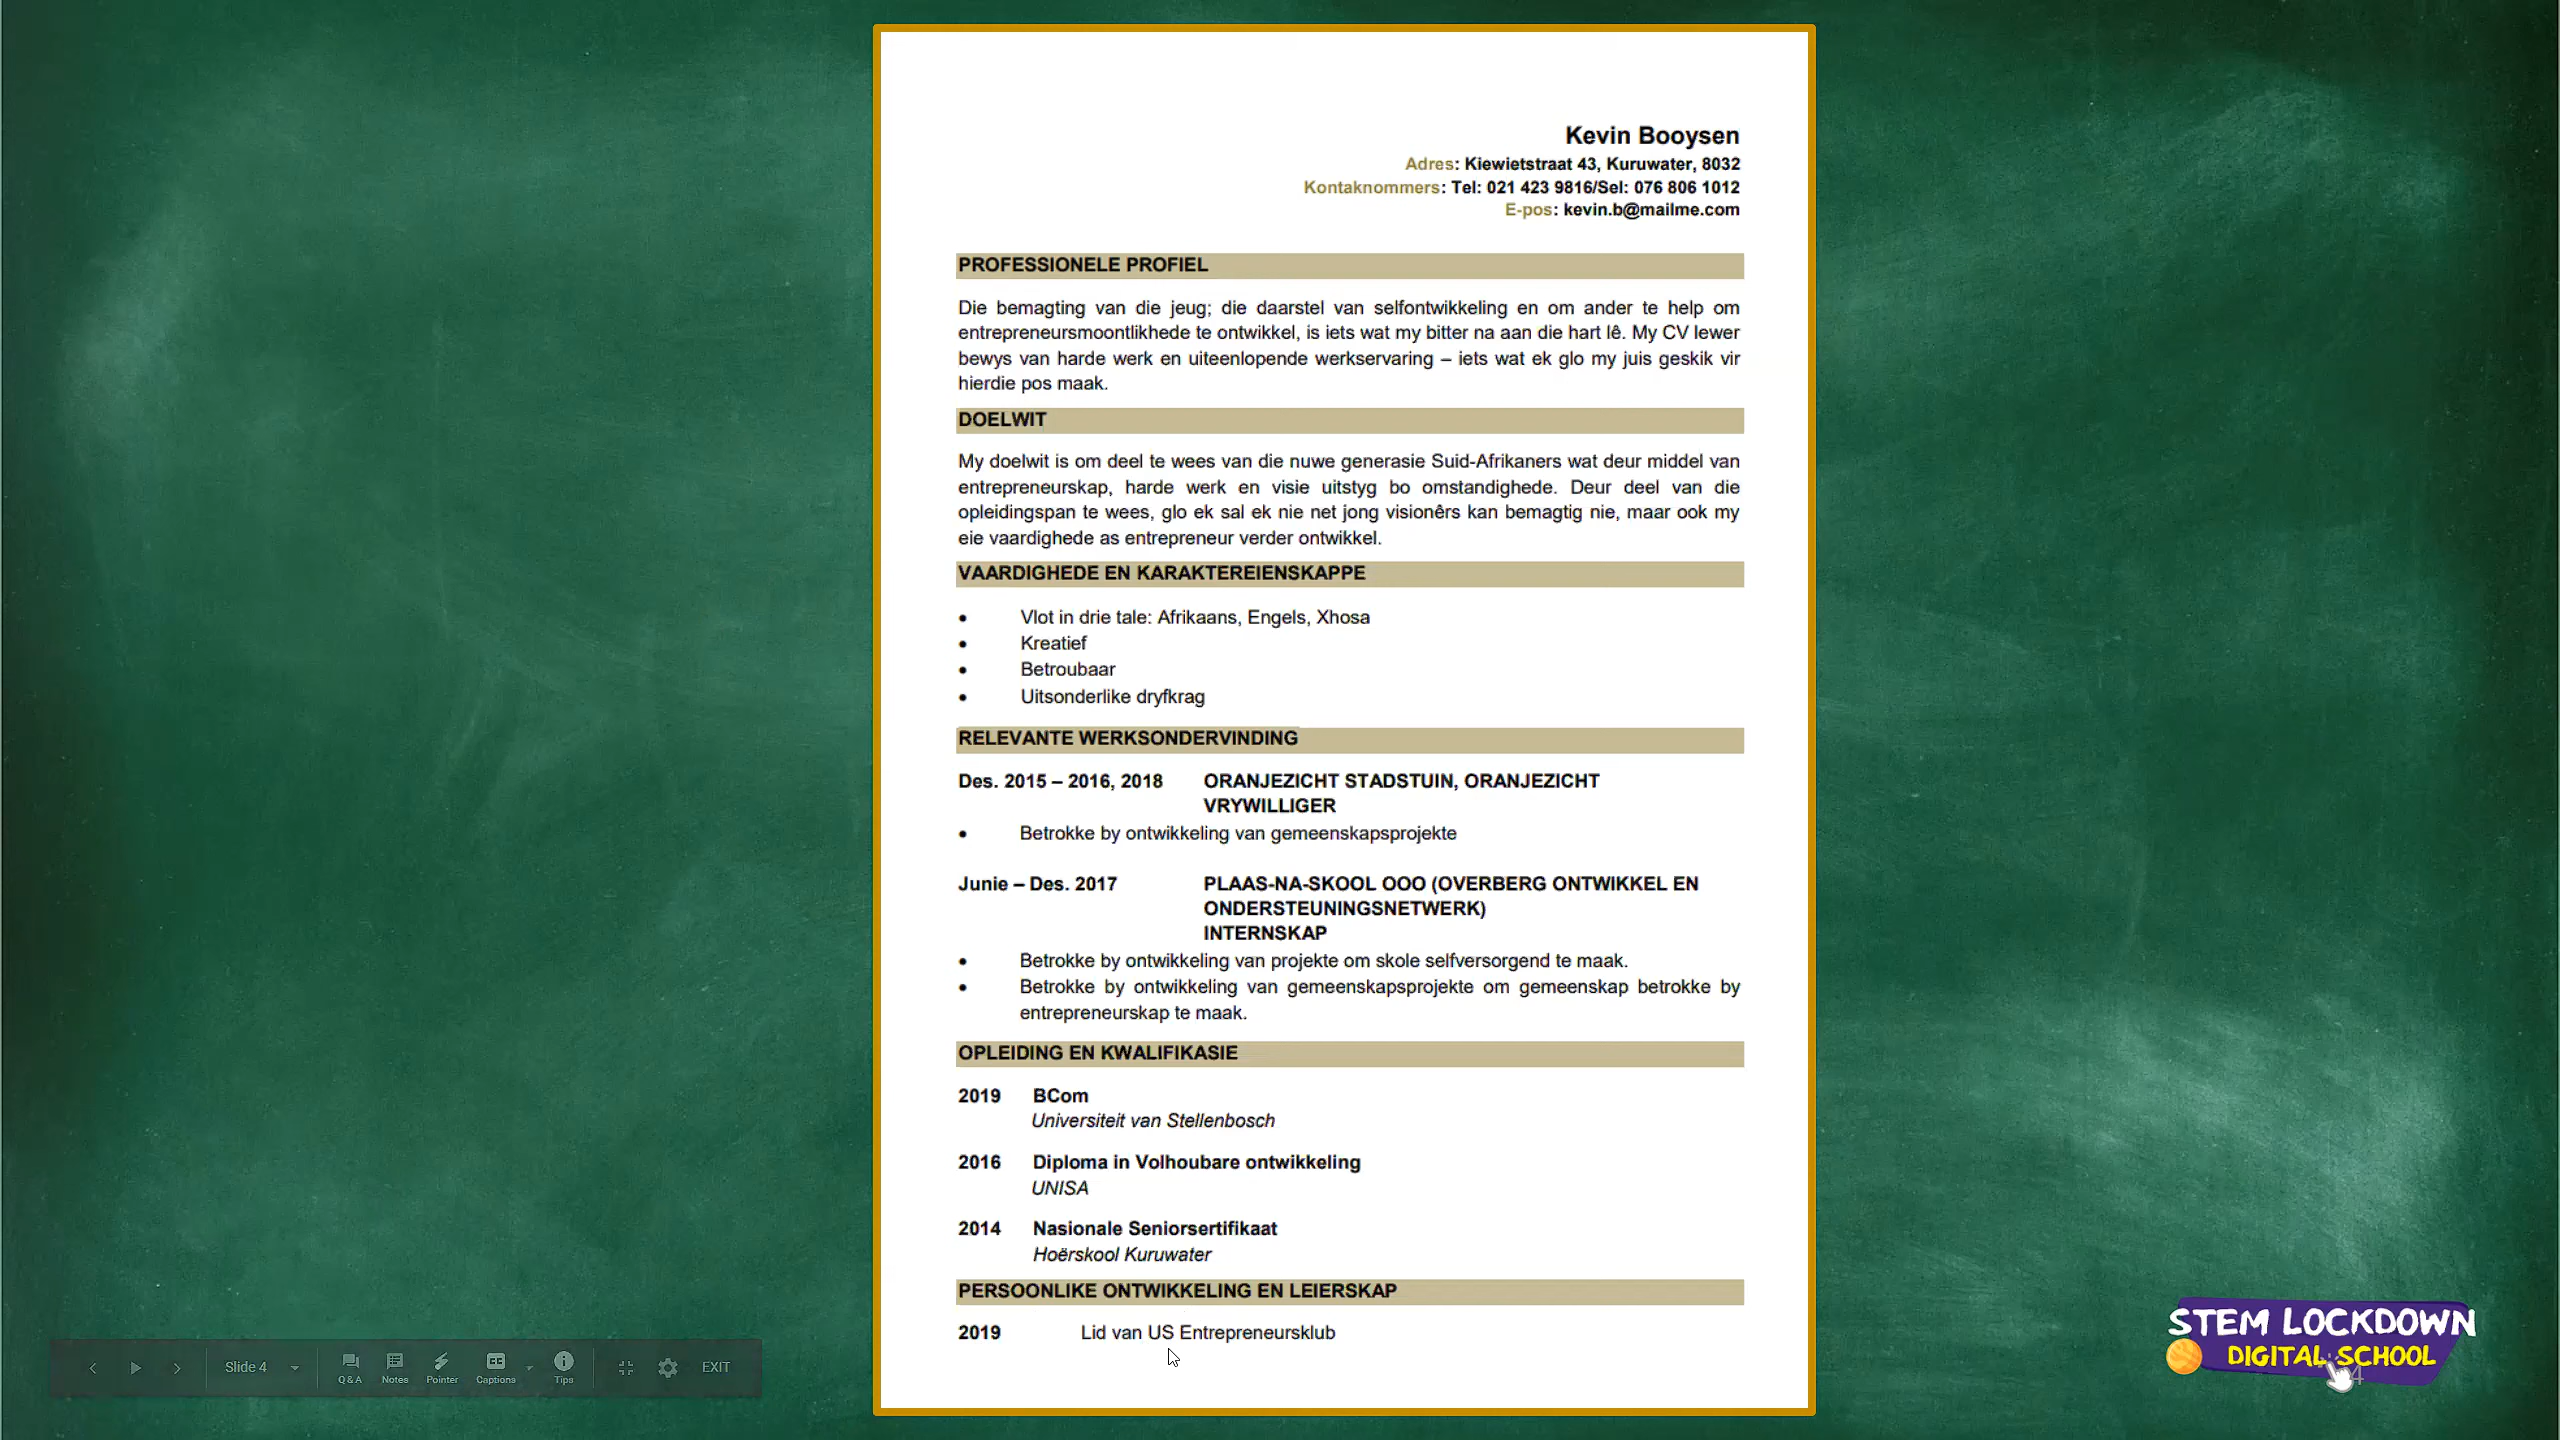 Kevin Booysen
Adres: Kiewietstraat 43, Kuruwater, 8032
Kontaknommers: Tel: 021 423 9816/Sel: 076 806 1012
E-pos: kevin.b@mailme.com
PROFESSIONELE PROFIEL
Die bemagting van die jeug; die daarstel van selfontwikkeling en om ander te help om
entrepreneursmoontlikhede te ontwikkel, is iets wat my bitter na aan die hart lê. My CV lewer
bewys van harde werk en uiteenlopende werkservaring – iets wat ek glo my juis geskik vir
hierdie pos maak.
DOELWIT
My doelwit is om deel te wees van die nuwe generasie Suid-Afrikaners wat deur middel van
entrepreneurskap, harde werk en visie uitstyg bo omstandighede. Deur deel van die
opleidingspan te wees, glo ek sal ek nie net jong visionêrs kan bemagtig nie, maar ook my
eie vaardighede as entrepreneur verder ontwikkel.
VAARDIGHEDE EN KARAKTEREIENSKAPPE
• Vlot in drie tale: Afrikaans, Engels, Xhosa
• Kreatief
• Betroubaar
• Uitsonderlike dryfkrag
RELEVANTE WERKSONDERVINDING
Des. 2015 – 2016, 2018 ORANJEZICHT STADSTUIN, ORANJEZICHT
VRYWILLIGER
• Betrokke by ontwikkeling van gemeenskapsprojekte
Junie – Des. 2017 PLAAS-NA-SKOOL OOO (OVERBERG ONTWIKKEL EN
ONDERSTEUNINGSNETWERK)
INTERNSKAP
• Betrokke by ontwikkeling van projekte om skole selfversorgend te maak.
• Betrokke by ontwikkeling van gemeenskapsprojekte om gemeenskap betrokke by
entrepreneurskap te maak.
OPLEIDING EN KWALIFIKASIE
2019 BCom
Universiteit van Stellenbosch
2016 Diploma in Volhoubare ontwikkeling
UNISA
2014 Nasionale Seniorsertifikaat
Hoërskool Kuruwater
PERSOONLIKE ONTWIKKELING EN LEIERSKAP
2019 Lid van US Entrepreneursklub
Slide 4
Q&A Notes Pointer Captions Tips
EXIT
STEM LOCKDOWN
DIGITAL SCHOOL
4